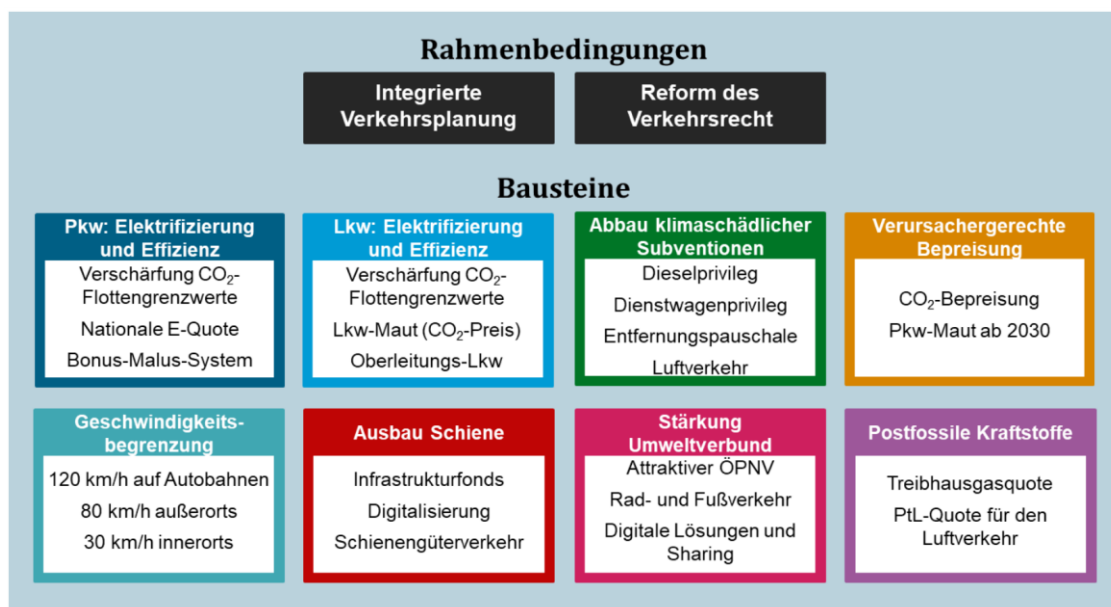 Rahmenbedingungen
Integrierte
Verkehrsplanung
Reform des
Verkehrsrecht
Bausteine
Pkw: Elektrifizierung
und Effizienz
Verschärfung CO₂-
Flottengrenzwerte
Nationale E-Quote
Bonus-Malus-System
Lkw: Elektrifizierung
und Effizienz
Verschärfung CO₂-
Flottengrenzwerte
Lkw-Maut (CO₂-Preis)
Oberleitungs-Lkw
Abbau klimaschädlicher
Subventionen
Dieselprivileg
Dienstwagenprivileg
Entfernungspauschale
Luftverkehr
Verursachergerechte
Bepreisung
CO₂-Bepreisung
Pkw-Maut ab 2030
Geschwindigkeits-
begrenzung
120 km/h auf Autobahnen
80 km/h außerorts
30 km/h innerorts
Ausbau Schiene
Infrastrukturfonds
Digitalisierung
Schienengüterverkehr
Stärkung
Umweltverbund
Attraktiver ÖPNV
Rad- und Fußverkehr
Digitale Lösungen und
Sharing
Postfossile Kraftstoffe
Treibhausgasquote
PtL-Quote für den
Luftverkehr